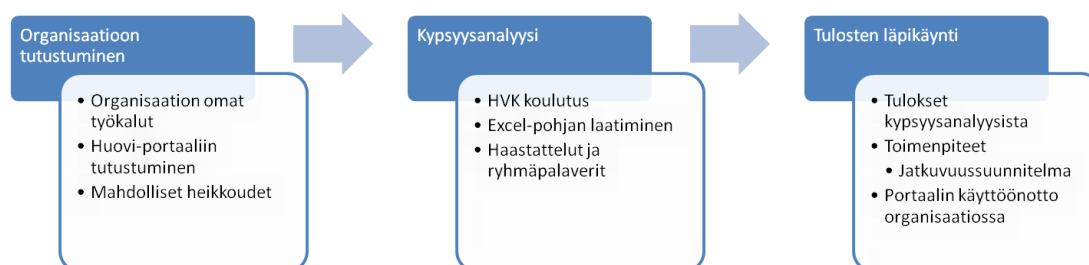 Organisaatioon
tutustuminen
• Organisaation omat
työkalut
• Huovi-portaaliin
tutustuminen
• Mahdolliset heikkoudet
Kypsyysanalyysi
• HVK koulutus
• Excel-pohjan laatiminen
• Haastattelut ja
ryhmäpalaverit
Tulosten läpikäynti
• Tulokset
kypsyysanalyysista
• Toimenpiteet
• Jatkuvuussuunnitelma
• Portaalin käyttöönotto
organisaatiossa